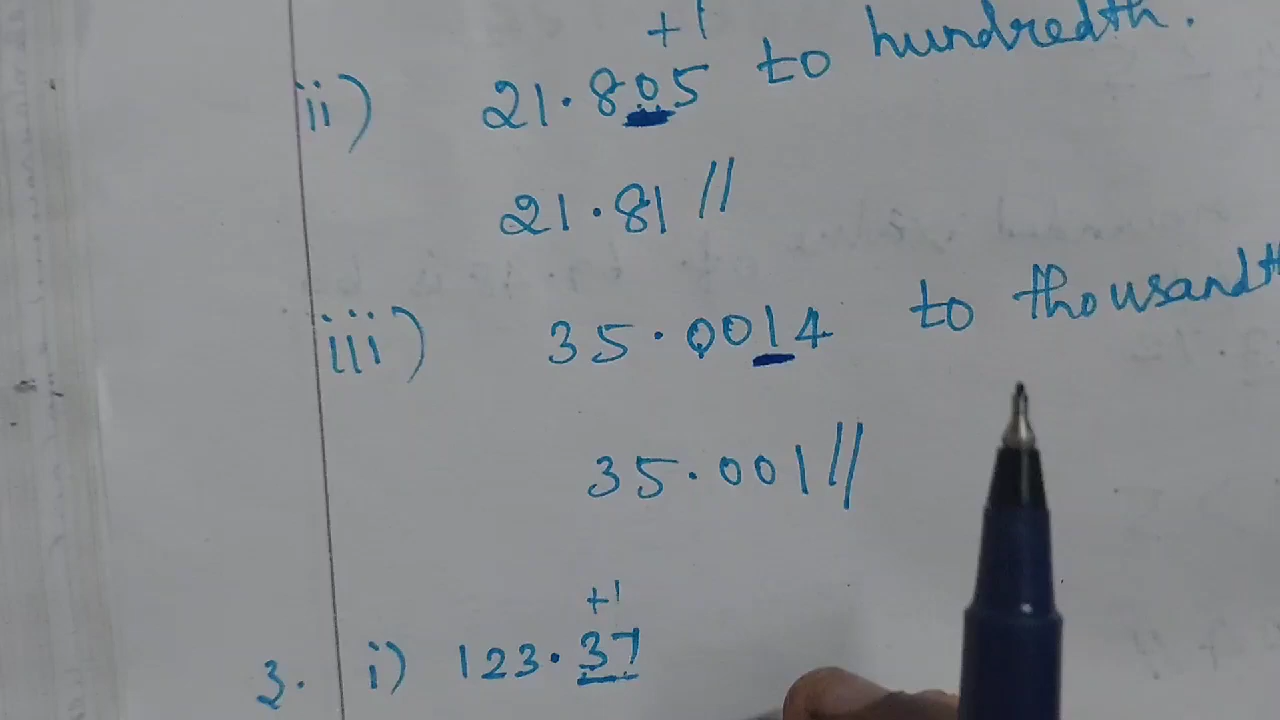 +1
ii) 21.805 to hundredth.
21.81 //
iii) 35.0014 to thousandth
35.001 //
+1
3. i) 123.37